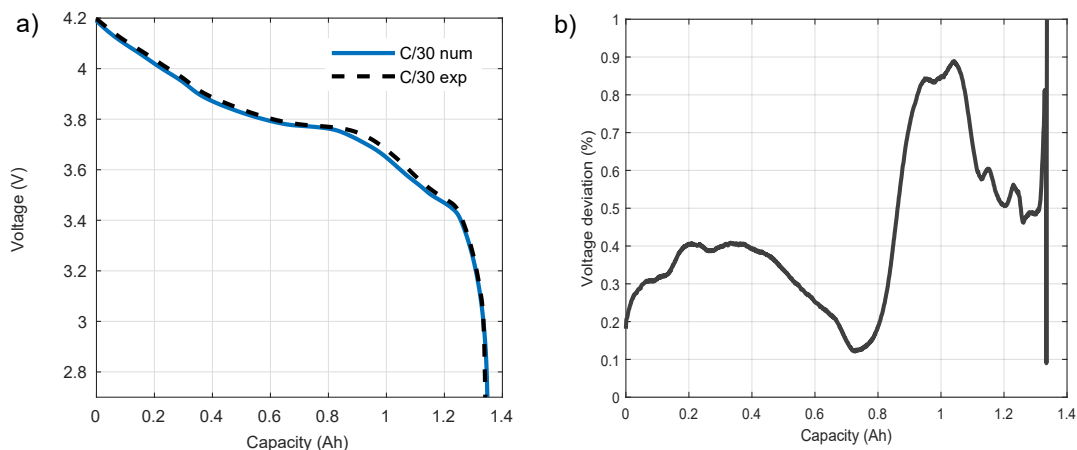 a)
4.2
4
3.8
3.6
3.4
3.2
3
2.8
Voltage (V)
C/30 num
C/30 exp
0 0.2 0.4 0.6 0.8 1 1.2 1.4
Capacity (Ah)
b)
1
0.9
0.8
0.7
0.6
0.5
0.4
0.3
0.2
0.1
0
Voltage deviation (%)
0 0.2 0.4 0.6 0.8 1 1.2 1.4
Capacity (Ah)